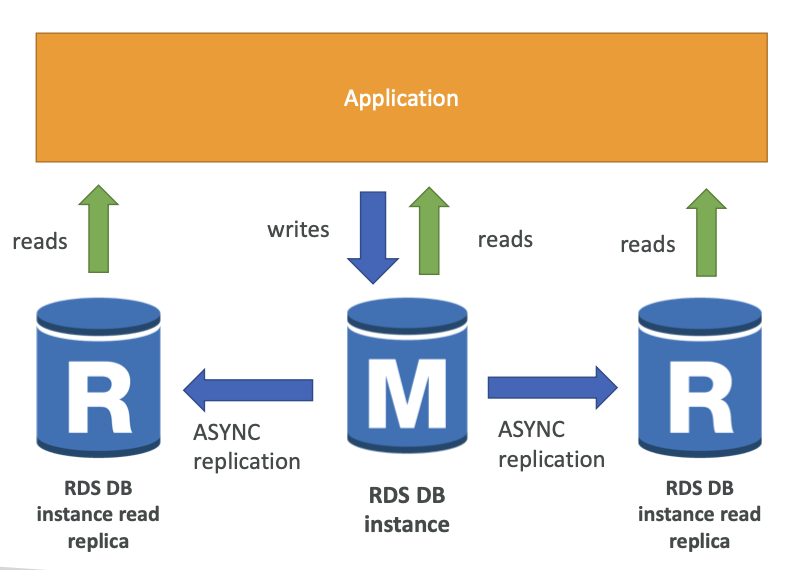 Application
reads
writes
reads
reads
R
M
R
ASYNC
replication
ASYNC
replication
RDS DB
instance read
replica
RDS DB
instance
RDS DB
instance read
replica